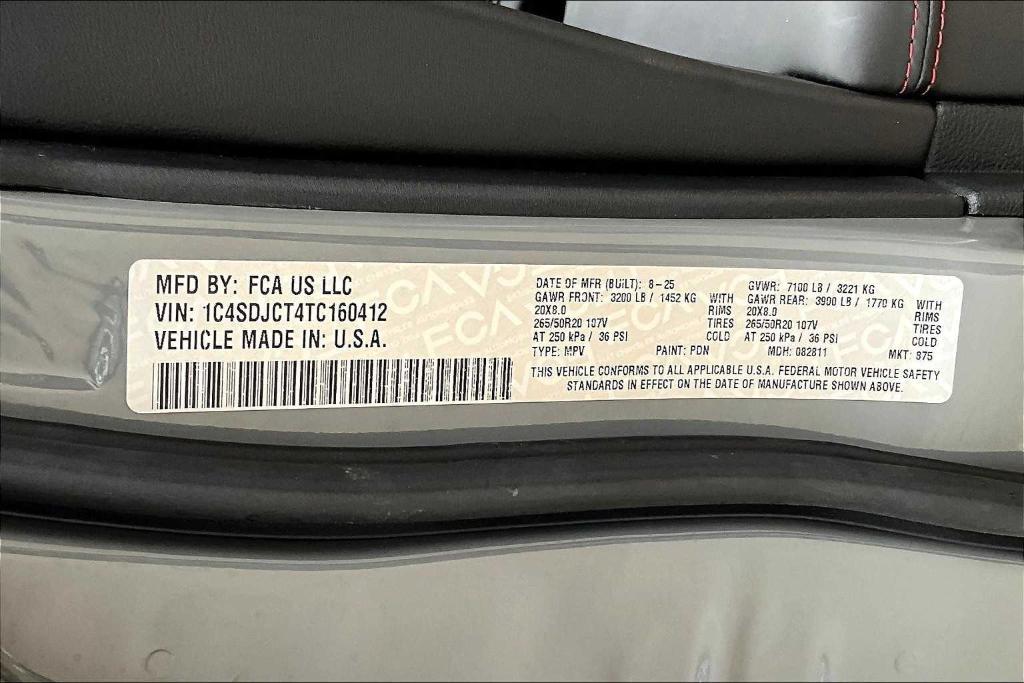 MFD BY: FCA US LLC
VIN: 1C4SDJCT4TC160412
VEHICLE MADE IN: U.S.A.
DATE OF MFR (BUILT): 8-25
GAWR FRONT: 3200 LB / 1452 KG WITH
20X8.0 RIMS
265/50R20 107V TIRES
AT 250 kPa / 36 PSI COLD
TYPE: MPV PAINT: PDN
GVWR: 7100 LB / 3221 KG
GAWR REAR: 3900 LB / 1770 KG WITH
20X8.0 RIMS
265/50R20 107V TIRES
AT 250 kPa / 36 PSI COLD
MDH: 082811 MKT: 975
THIS VEHICLE CONFORMS TO ALL APPLICABLE U.S.A. FEDERAL MOTOR VEHICLE SAFETY
STANDARDS IN EFFECT ON THE DATE OF MANUFACTURE SHOWN ABOVE.